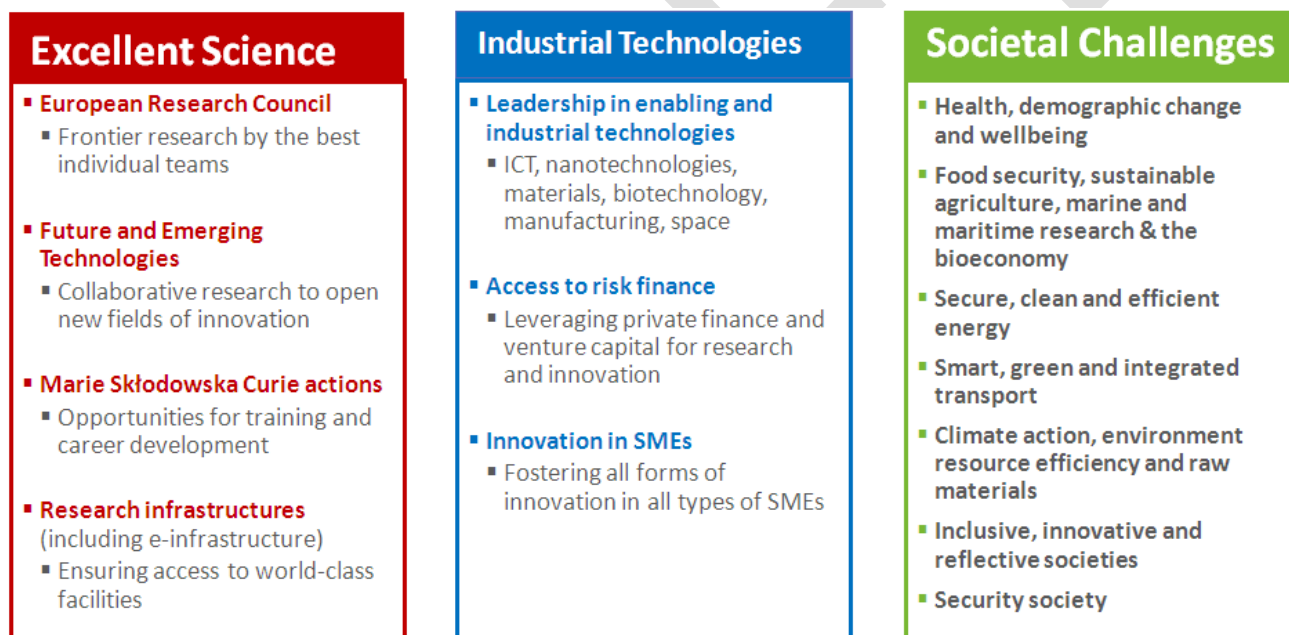 Excellent Science
▪ European Research Council
▪ Frontier research by the best
individual teams
▪ Future and Emerging
Technologies
▪ Collaborative research to open
new fields of innovation
▪ Marie Skłodowska Curie actions
▪ Opportunities for training and
career development
▪ Research infrastructures
(including e-infrastructure)
▪ Ensuring access to world-class
facilities
Industrial Technologies
▪ Leadership in enabling and
industrial technologies
▪ ICT, nanotechnologies,
materials, biotechnology,
manufacturing, space
▪ Access to risk finance
▪ Leveraging private finance and
venture capital for research
and innovation
▪ Innovation in SMEs
▪ Fostering all forms of
innovation in all types of SMEs
Societal Challenges
▪ Health, demographic change
and wellbeing
▪ Food security, sustainable
agriculture, marine and
maritime research & the
bioeconomy
▪ Secure, clean and efficient
energy
▪ Smart, green and integrated
transport
▪ Climate action, environment
resource efficiency and raw
materials
▪ Inclusive, innovative and
reflective societies
▪ Security society